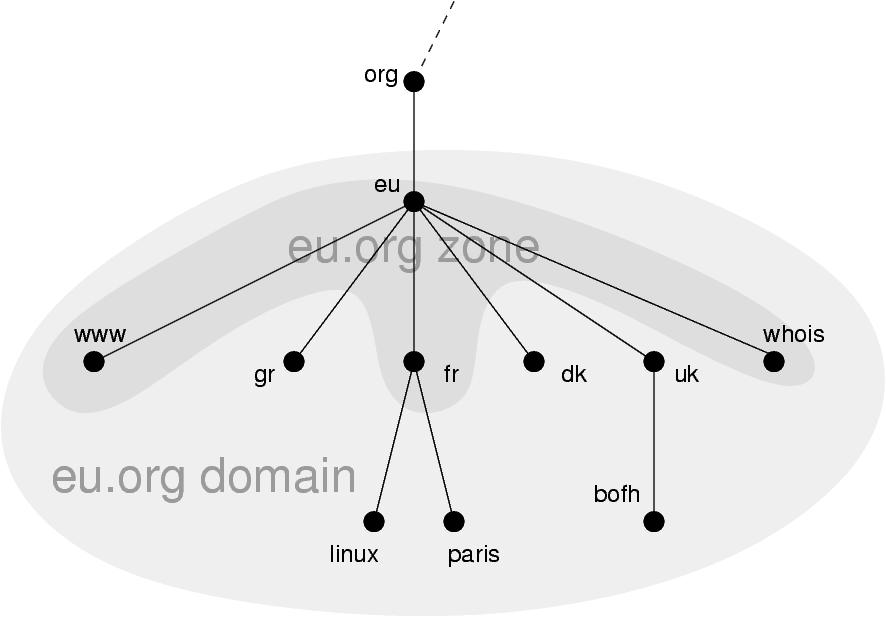 org
eu
eu.org zone
www
whois
gr
fr
dk
uk
eu.org domain
bofh
linux
paris